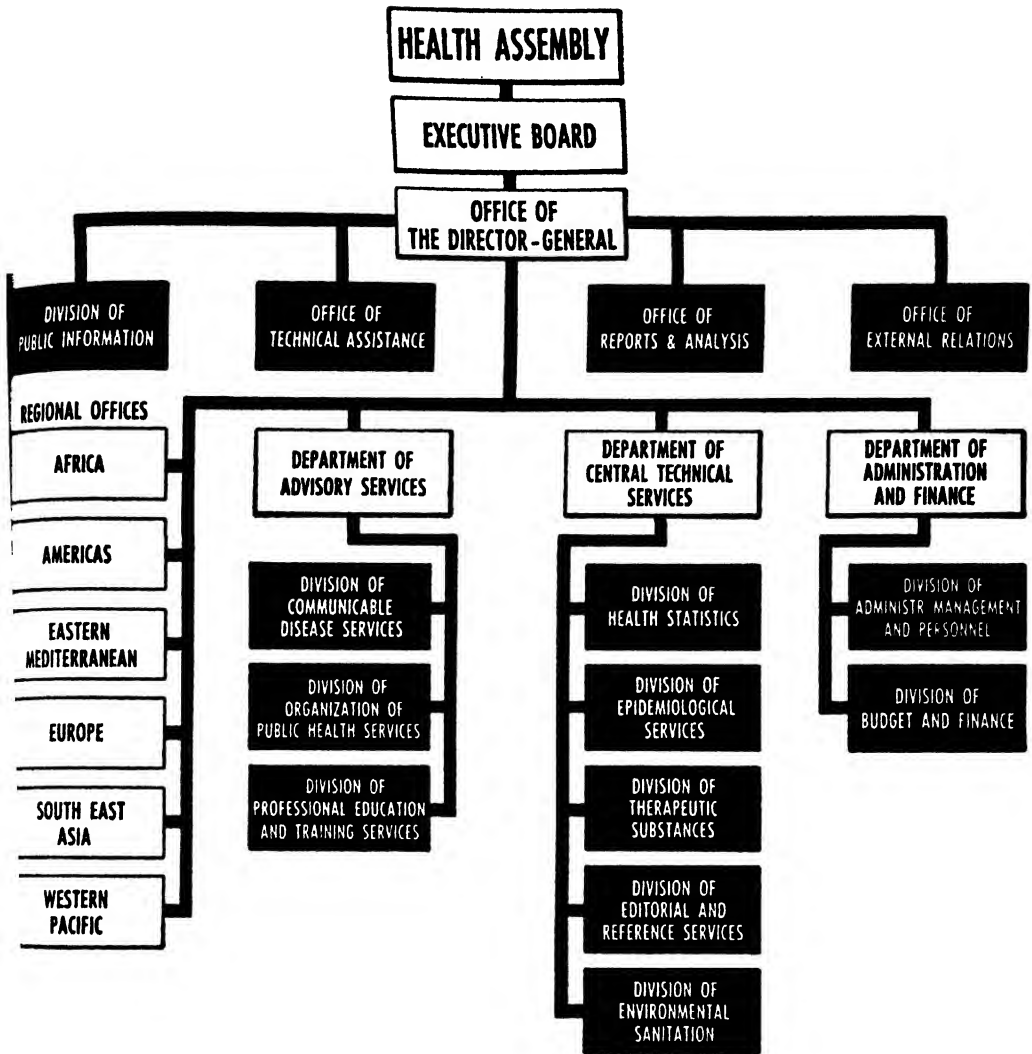 HEALTH ASSEMBLY
EXECUTIVE BOARD
OFFICE OF
THE DIRECTOR-GENERAL
DIVISION OF
PUBLIC INFORMATION
OFFICE OF
TECHNICAL ASSISTANCE
OFFICE OF
REPORTS & ANALYSIS
OFFICE OF
EXTERNAL RELATIONS
REGIONAL OFFICES
AFRICA
AMERICAS
EASTERN
MEDITERRANEAN
EUROPE
SOUTH EAST
ASIA
WESTERN
PACIFIC
DEPARTMENT OF
ADVISORY SERVICES
DIVISION OF
COMMUNICABLE
DISEASE SERVICES
DIVISION OF
ORGANIZATION OF
PUBLIC HEALTH SERVICES
DIVISION OF
PROFESSIONAL EDUCATION
AND TRAINING SERVICES
DEPARTMENT OF
CENTRAL TECHNICAL
SERVICES
DIVISION OF
HEALTH STATISTICS
DIVISION OF
EPIDEMIOLOGICAL
SERVICES
DIVISION OF
THERAPEUTIC
SUBSTANCES
DIVISION OF
EDITORIAL AND
REFERENCE SERVICES
DIVISION OF
ENVIRONMENTAL
SANITATION
DEPARTMENT OF
ADMINISTRATION
AND FINANCE
DIVISION OF
ADMINISTR MANAGEMENT
AND PERSONNEL
DIVISION OF
BUDGET AND FINANCE